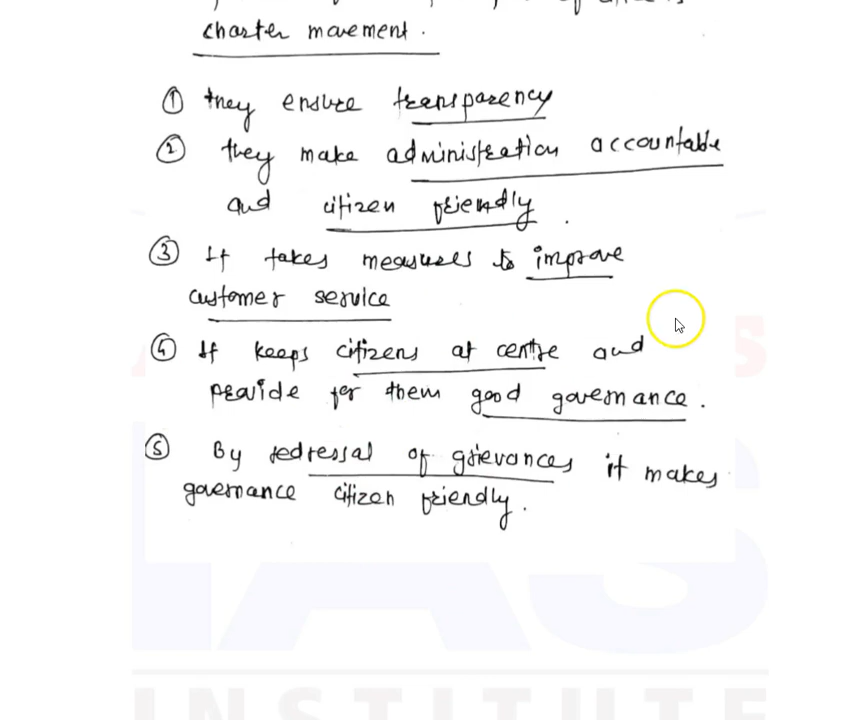 charter movement.
① they ensure transparency
② they make administration accountable
and citizen friendly.
③ It takes measures to improve
customer service
④ It keeps citizens at centre and
provide for them good governance.
⑤ By redressal of grievances it makes
governance citizen friendly.
IAS
INSTITUTE